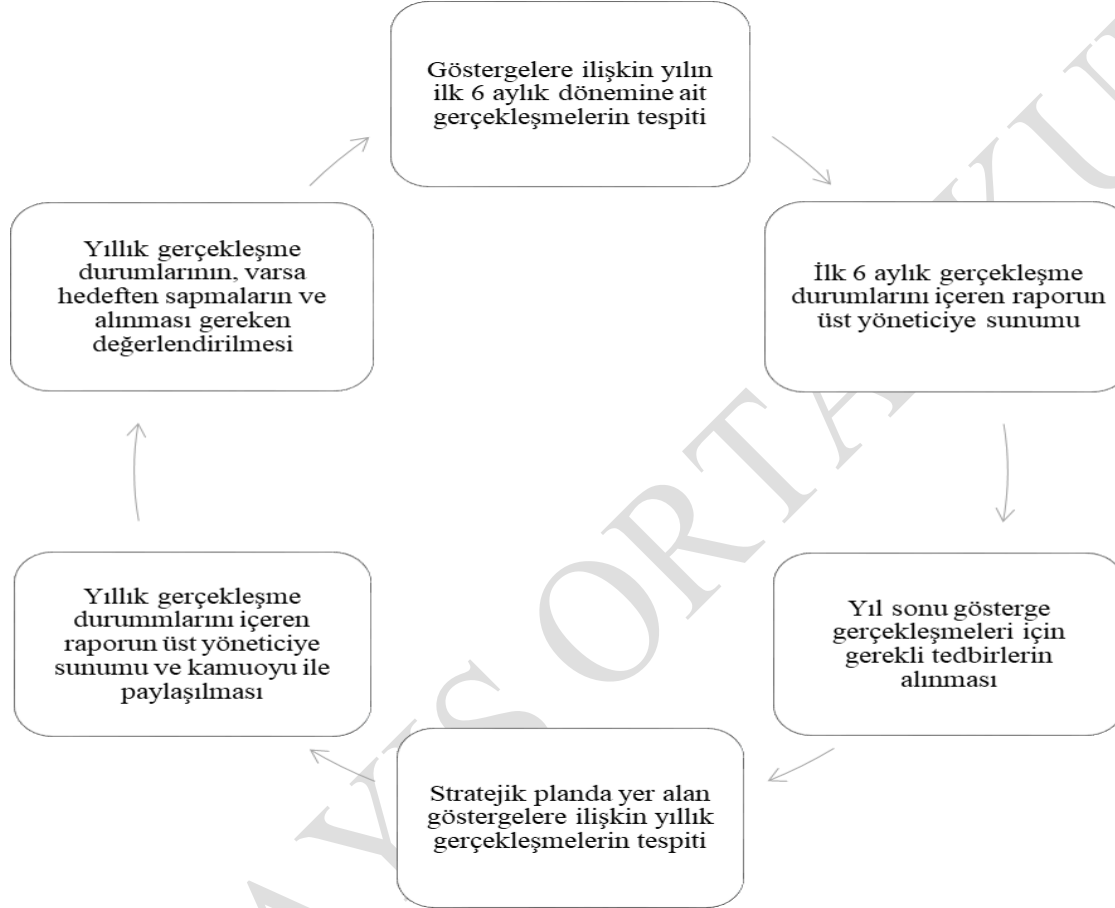 Göstergelere ilişkin yılın
ilk 6 aylık dönemine ait
gerçekleşmelerin tespiti
İlk 6 aylık gerçekleşme
durumlarını içeren raporun
üst yöneticiye sunumu
Yıl sonu gösterge
gerçekleşmeleri için
gerekli tedbirlerin
alınması
Stratejik planda yer alan
göstergelere ilişkin yıllık
gerçekleşmelerin tespiti
Yıllık gerçekleşme
durummlarını içeren
raporun üst yöneticiye
sunumu ve kamuoyu ile
paylaşılması
Yıllık gerçekleşme
durumlarının, varsa
hedeften sapmaların ve
alınması gereken
değerlendirilmesi